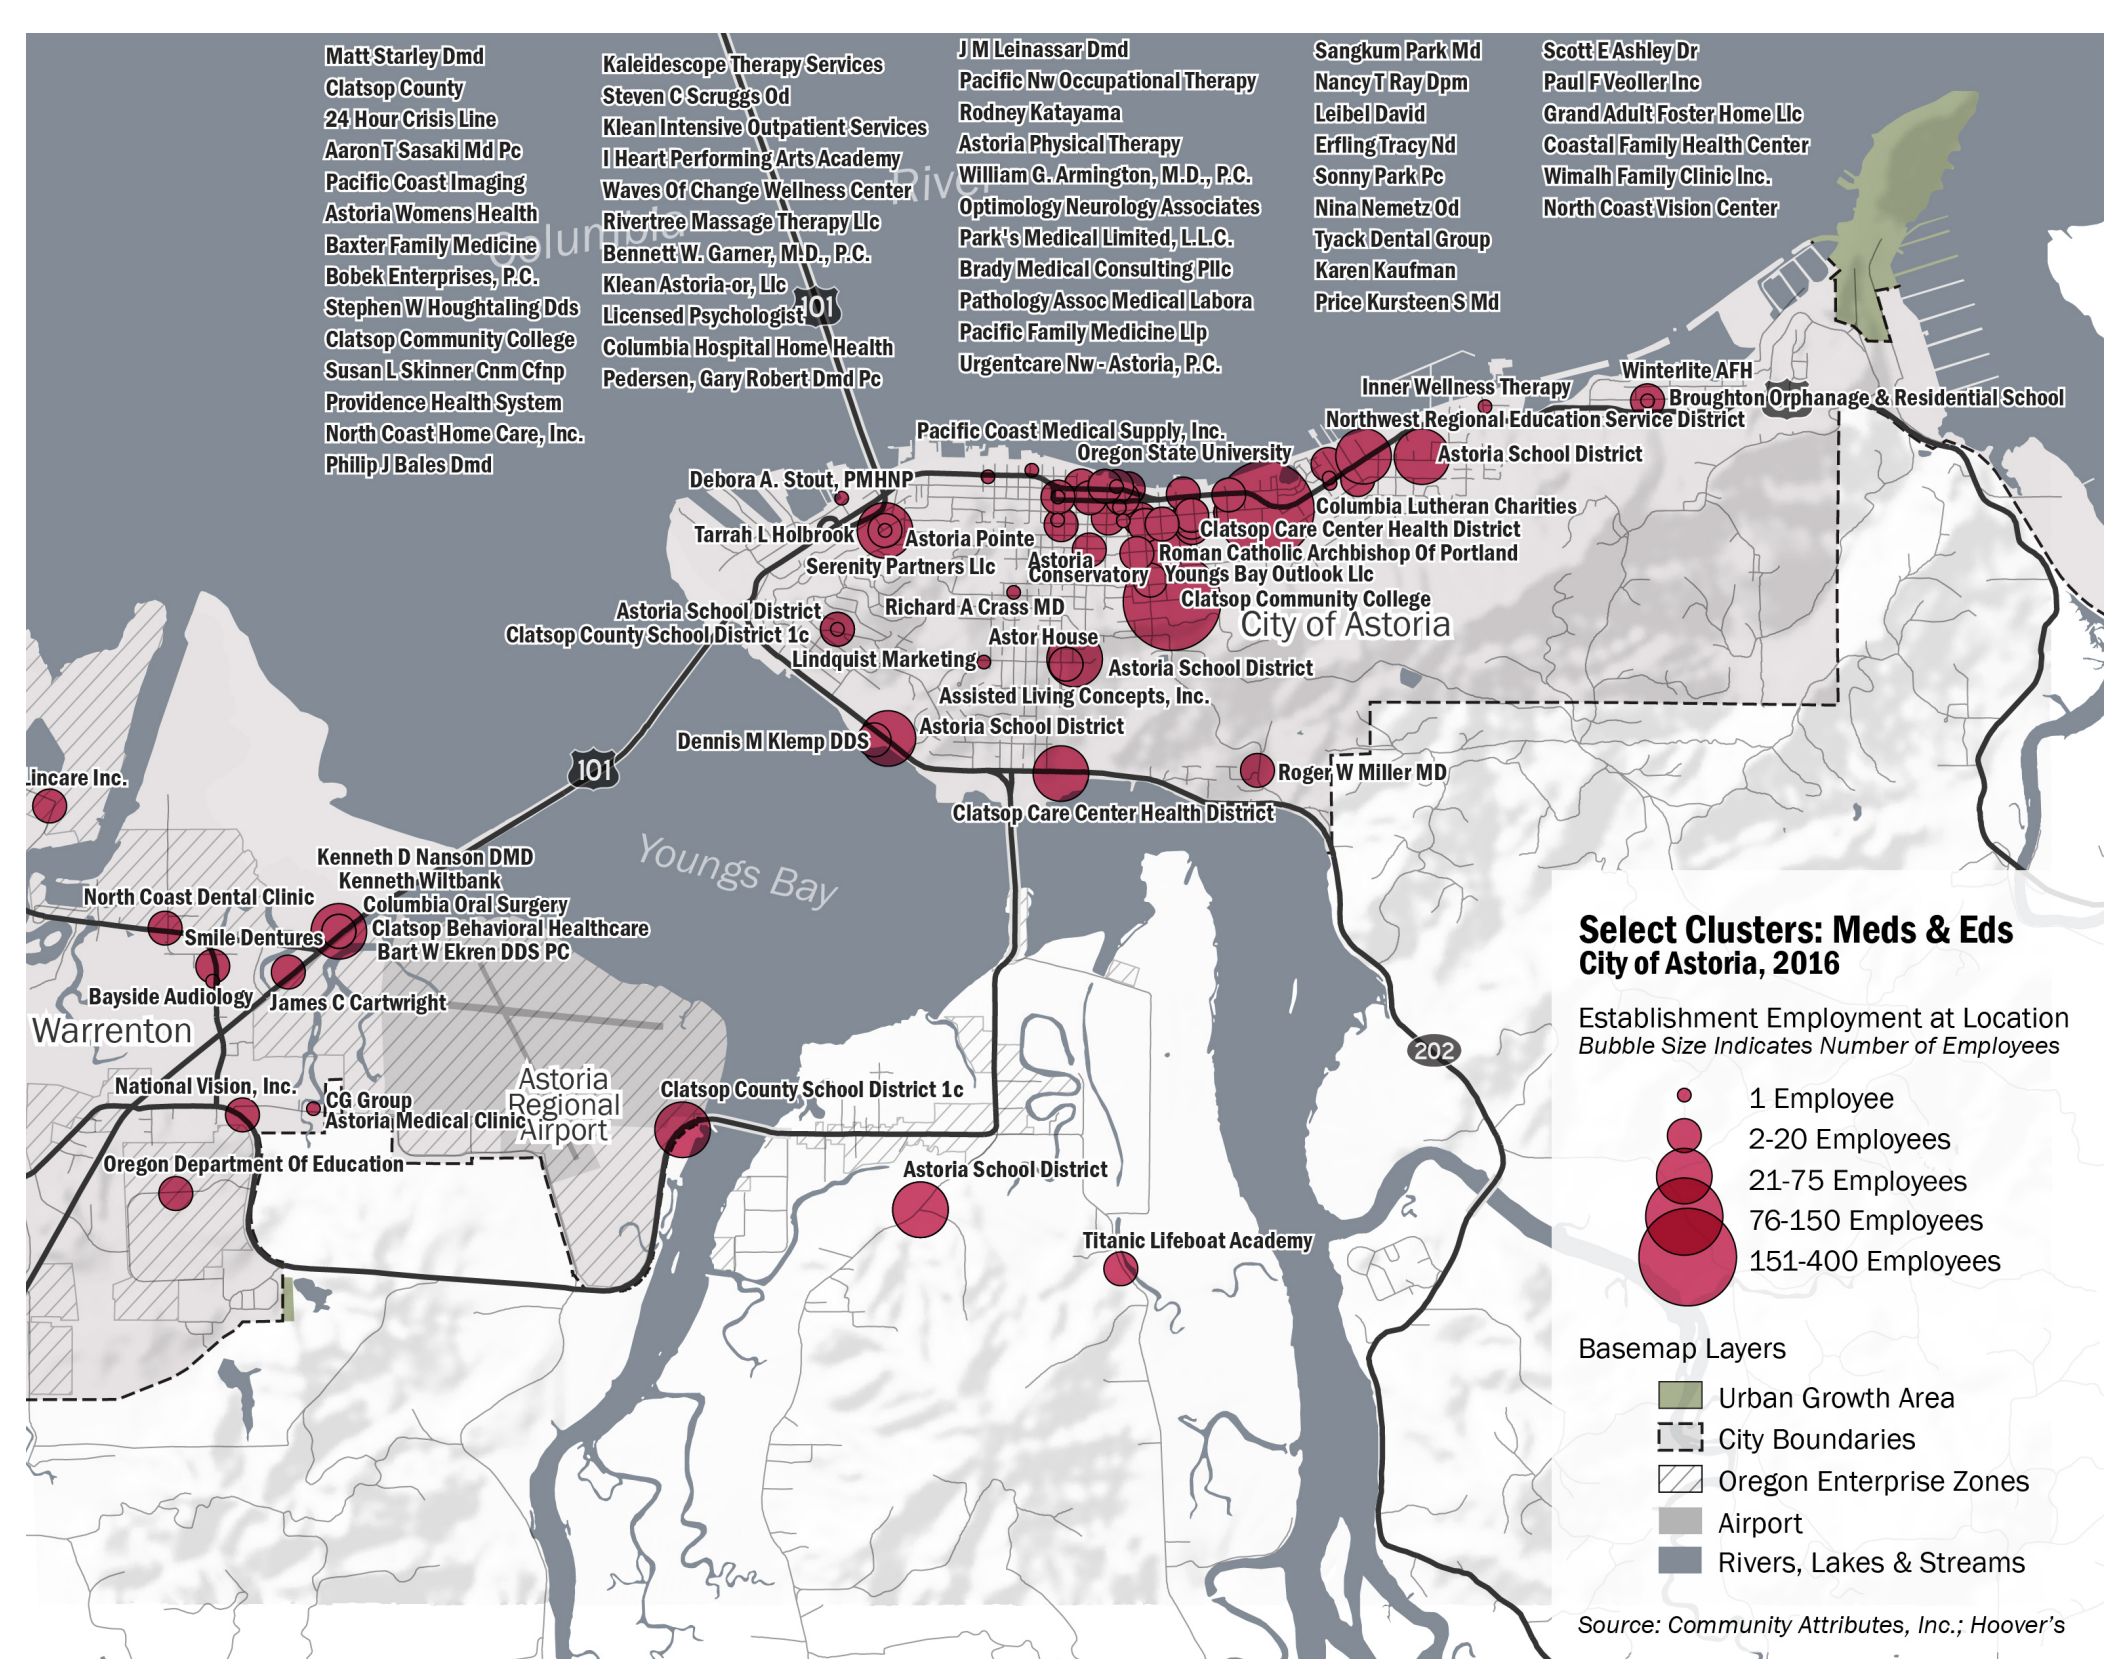 Matt Starley Dmd
Clatsop County
24 Hour Crisis Line
Aaron T Sasaki Md Pc
Pacific Coast Imaging
Astoria Womens Health
Baxter Family Medicine
Bobek Enterprises, P.C.
Stephen W Houghtaling Dds
Clatsop Community College
Susan L Skinner Cnm Cfnp
Providence Health System
North Coast Home Care, Inc.
Philip J Bales Dmd
Kaleidescope Therapy Services
Steven C Scruggs Od
Klean Intensive Outpatient Services
I Heart Performing Arts Academy
Waves Of Change Wellness Center
Rivertree Massage Therapy Llc
Bennett W. Garner, M.D., P.C.
Klean Astoria-or, Llc
Licensed Psychologist
Columbia Hospital Home Health
Pedersen, Gary Robert Dmd Pc
J M Leinassar Dmd
Pacific Nw Occupational Therapy
Rodney Katayama
Astoria Physical Therapy
William G. Armington, M.D., P.C.
Optimology Neurology Associates
Park's Medical Limited, L.L.C.
Brady Medical Consulting Pllc
Pathology Assoc Medical Labora
Pacific Family Medicine Llp
Urgentcare Nw - Astoria, P.C.
Sangkum Park Md
Nancy T Ray Dpm
Leibel David
Erfling Tracy Nd
Sonny Park Pc
Nina Nemetz Od
Tyack Dental Group
Karen Kaufman
Price Kursteen S Md
Scott E Ashley Dr
Paul F Veoller Inc
Grand Adult Foster Home Llc
Coastal Family Health Center
Wimalh Family Clinic Inc.
North Coast Vision Center
Columbia River
101
Winterlite AFH
Inner Wellness Therapy
Broughton Orphanage & Residential School
Northwest Regional Education Service District
Pacific Coast Medical Supply, Inc.
Oregon State University
Astoria School District
Debora A. Stout, PMHNP
Columbia Lutheran Charities
Tarrah L Holbrook
Astoria Pointe
Clatsop Care Center Health District
Serenity Partners Llc
Astoria
Conservatory
Roman Catholic Archbishop Of Portland
Youngs Bay Outlook Llc
Richard A Crass MD
Clatsop Community College
Astoria School District
Clatsop County School District 1c
City of Astoria
Astor House
Lindquist Marketing
Astoria School District
Assisted Living Concepts, Inc.
Astoria School District
Dennis M Klemp DDS
101
Roger W Miller MD
Lincare Inc.
Clatsop Care Center Health District
Youngs Bay
Kenneth D Nanson DMD
Kenneth Wiltbank
North Coast Dental Clinic
Columbia Oral Surgery
Clatsop Behavioral Healthcare
Smile Dentures
Bart W Ekren DDS PC
Bayside Audiology
James C Cartwright
Warrenton
202
National Vision, Inc.
CG Group
Astoria Medical Clinic
Astoria
Regional
Airport
Clatsop County School District 1c
Oregon Department Of Education
Astoria School District
Titanic Lifeboat Academy
Select Clusters: Meds & Eds
City of Astoria, 2016
Establishment Employment at Location
Bubble Size Indicates Number of Employees
1 Employee
2-20 Employees
21-75 Employees
76-150 Employees
151-400 Employees
Basemap Layers
Urban Growth Area
City Boundaries
Oregon Enterprise Zones
Airport
Rivers, Lakes & Streams
Source: Community Attributes, Inc.; Hoover's